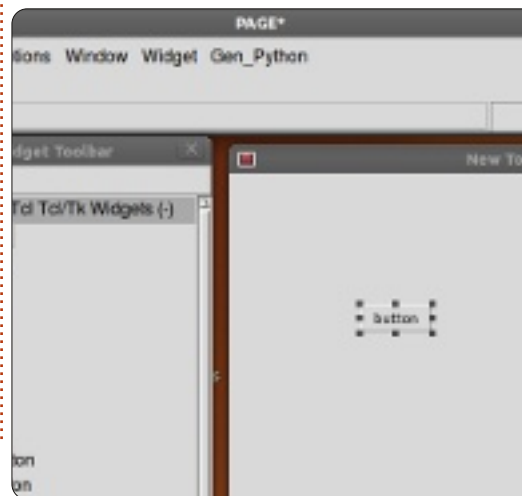 PAGE*
tions Window Widget Gen_Python
dget Toolbar
New To
Tcl Tcl/Tk Widgets (-)
button
ton
on